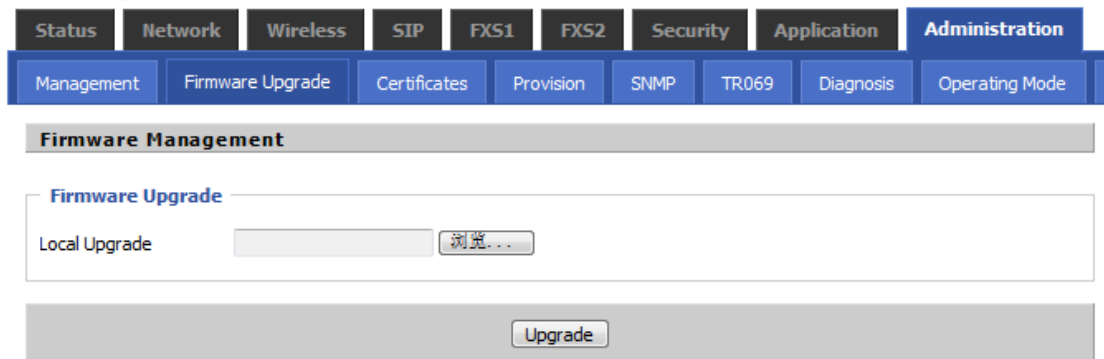 Status Network Wireless SIP FXS1 FXS2 Security Application Administration
Management Firmware Upgrade Certificates Provision SNMP TR069 Diagnosis Operating Mode
Firmware Management
Firmware Upgrade
Local Upgrade 浏览...
Upgrade